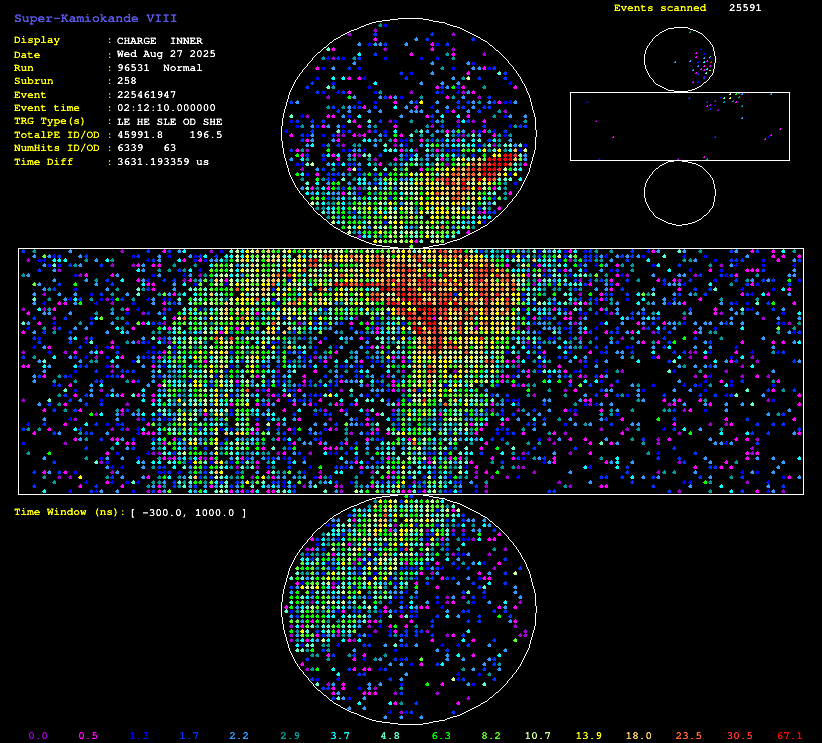 Events scanned 25591
Super-Kamiokande VIII
Display : CHARGE INNER
Date : Wed Aug 27 2025
Run : 96531 Normal
Subrun : 258
Event : 225461947
Event time : 02:12:10.000000
TRG Type(s) : LE HE SLE OD SHE
TotalPE ID/OD : 45991.8 196.5
NumHits ID/OD : 6339 63
Time Diff : 3631.193359 us
Time Window (ns): [ -300.0, 1000.0 ]
0.0 0.5 1.3 1.7 2.2 2.9 3.7 4.8 6.3 8.2 10.7 13.9 18.0 23.5 30.5 67.1